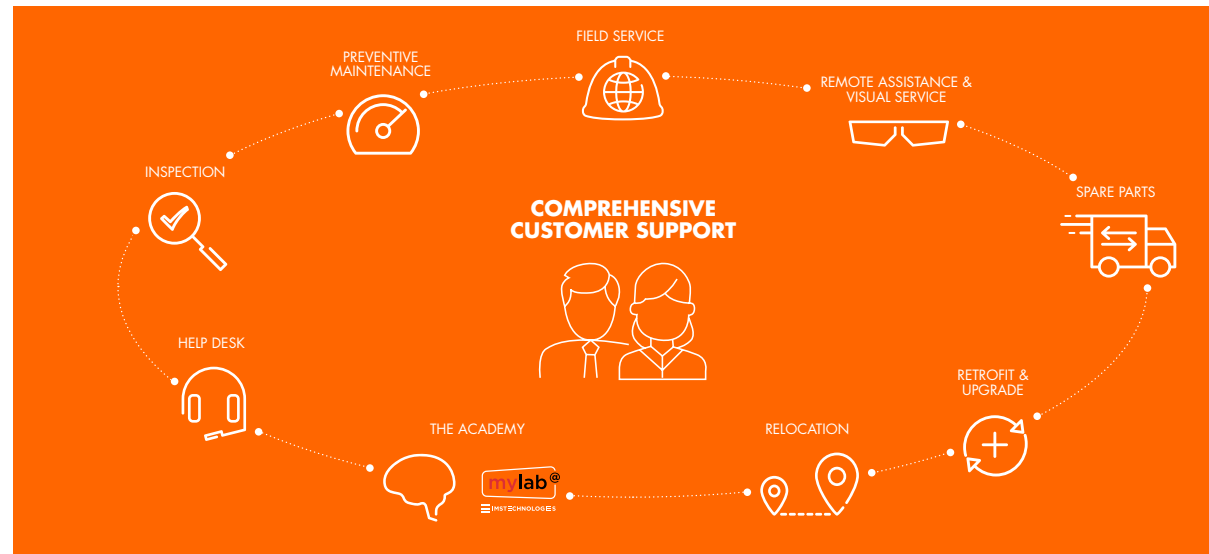 FIELD SERVICE
PREVENTIVE
MAINTENANCE
REMOTE ASSISTANCE &
VISUAL SERVICE
INSPECTION
SPARE PARTS
COMPREHENSIVE
CUSTOMER SUPPORT
HELP DESK
RETROFIT &
UPGRADE
THE ACADEMY
RELOCATION
mylab@
IMSTECHNOLOGIES